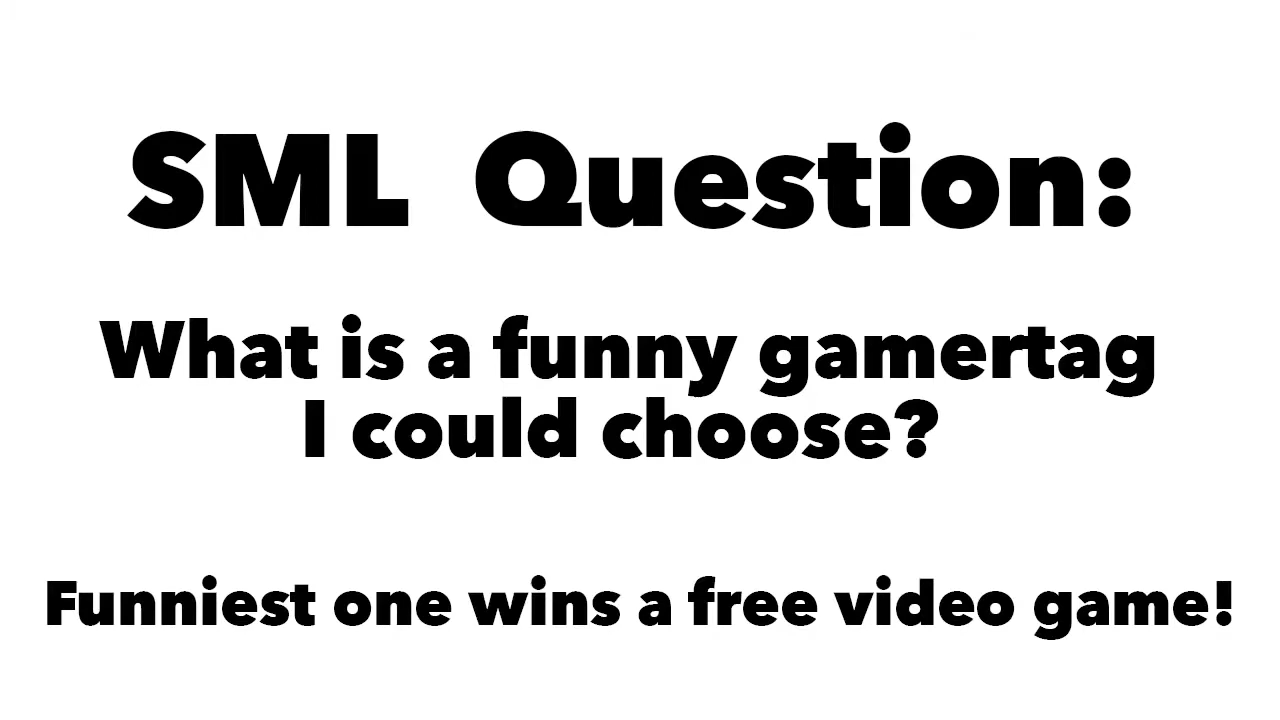 SML Question:
What is a funny gamertag
I could choose?
Funniest one wins a free video game!